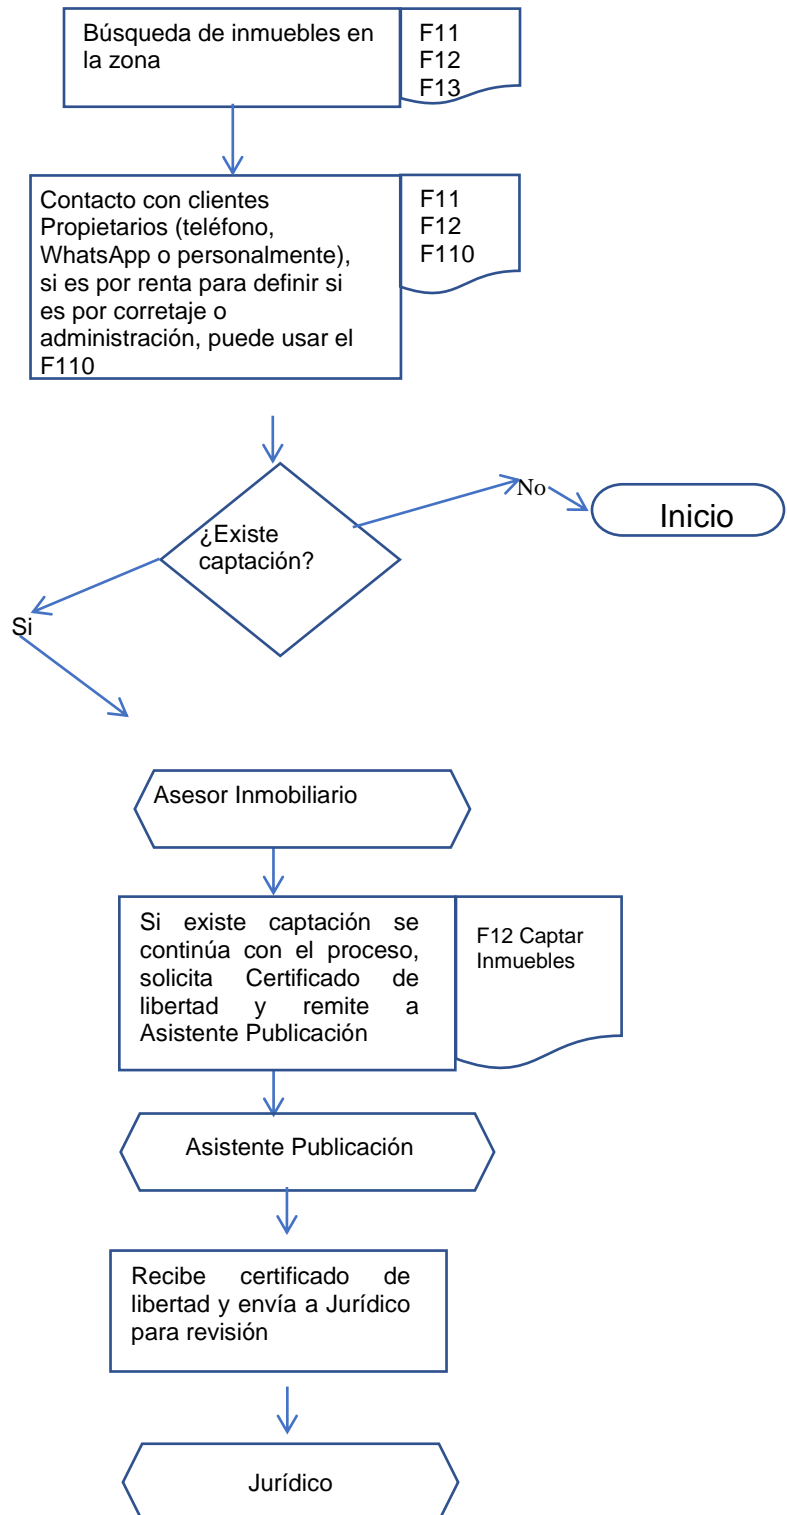 Búsqueda de inmuebles en
la zona
F11
F12
F13
Contacto con clientes
Propietarios (teléfono,
WhatsApp o personalmente),
si es por renta para definir si
es por corretaje o
administración, puede usar el
F110
F11
F12
F110
¿Existe
captación?
No
Inicio
Si
Asesor Inmobiliario
Si existe captación se
continúa con el proceso,
solicita Certificado de
libertad y remite a
Asistente Publicación
F12 Captar
Inmuebles
Asistente Publicación
Recibe certificado de
libertad y envía a Jurídico
para revisión
Jurídico